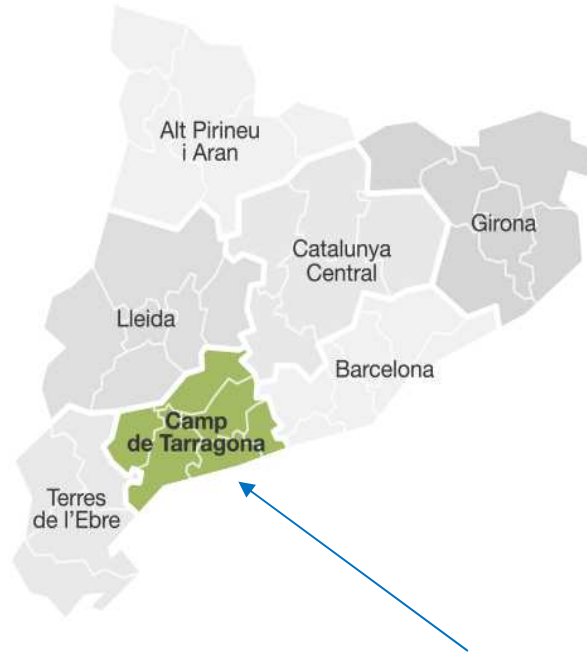 Alt Pirineu
i Aran
Girona
Catalunya
Central
Lleida
Barcelona
Camp
de Tarragona
Terres
de l'Ebre